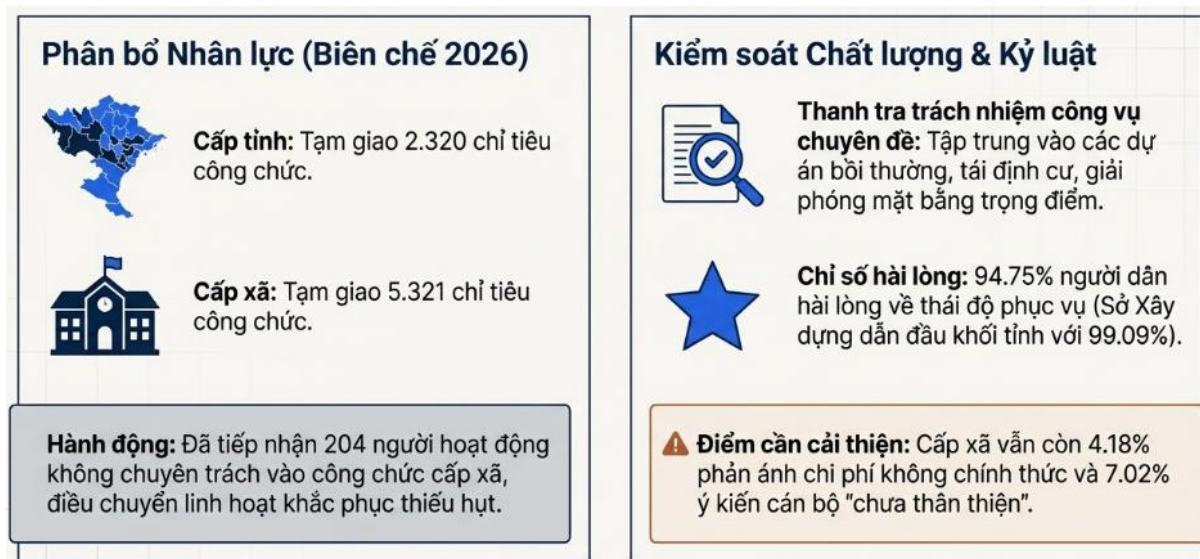 Phân bổ Nhân lực (Biên chế 2026)
Cấp tỉnh: Tạm giao 2.320 chỉ tiêu
công chức.
Cấp xã: Tạm giao 5.321 chỉ tiêu
công chức.
Hành động: Đã tiếp nhận 204 người hoạt động
không chuyên trách vào công chức cấp xã,
điều chuyển linh hoạt khắc phục thiếu hụt.
Kiểm soát Chất lượng & Kỷ luật
Thanh tra trách nhiệm công vụ
chuyên đề: Tập trung vào các dự
án bồi thường, tái định cư, giải
phóng mặt bằng trọng điểm.
Chỉ số hài lòng: 94.75% người dân
hài lòng về thái độ phục vụ (Sở Xây
dựng dẫn đầu khối tỉnh với 99.09%).
Điểm cần cải thiện: Cấp xã vẫn còn 4.18%
phản ánh chi phí không chính thức và 7.02%
ý kiến cán bộ "chưa thân thiện".